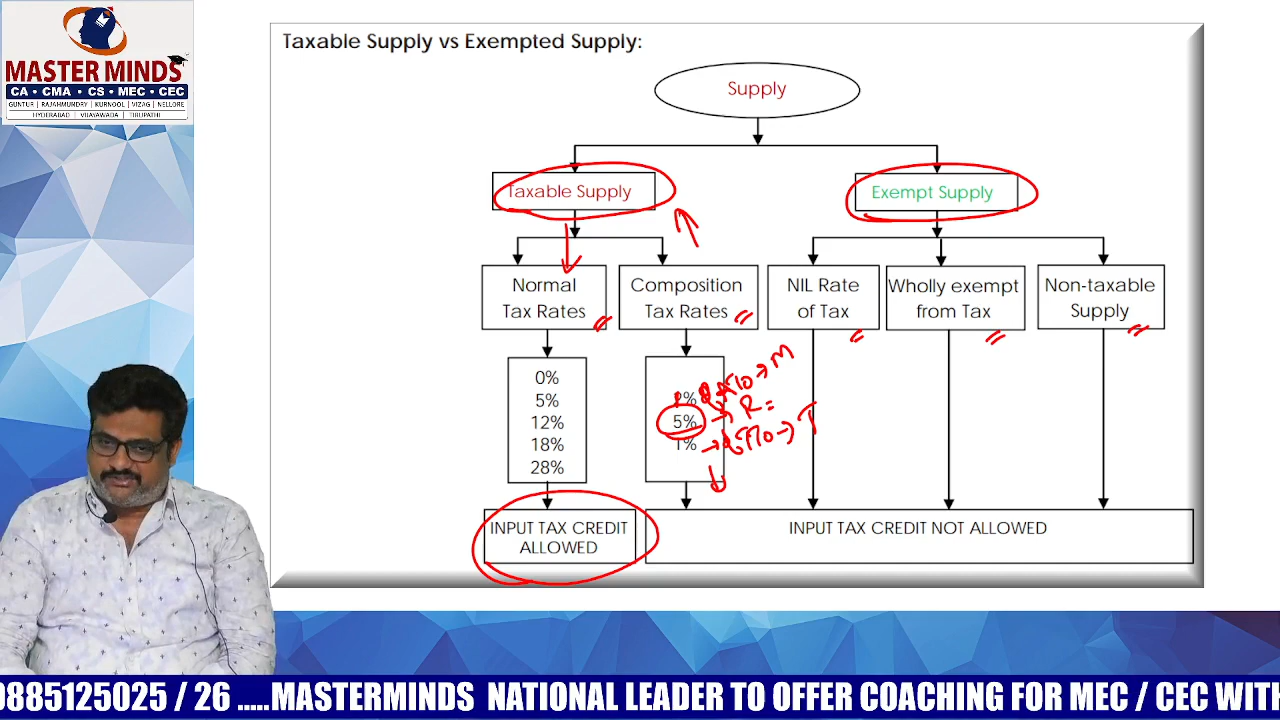 MASTER MINDS
CA • CMA • CS • MEC • CEC
GUNTUR | RAJAHMUNDRY | KURNOOL | VIZAG | NELLORE
HYDERABAD | VIJAYAWADA | TIRUPATHI
Taxable Supply vs Exempted Supply:
Supply
Taxable Supply
Exempt Supply
Normal
Tax Rates
Composition
Tax Rates
NIL Rate
of Tax
Wholly exempt
from Tax
Non-taxable
Supply
0%
5%
12%
18%
28%
1%
5%
1%
M
R =
T
INPUT TAX CREDIT
ALLOWED
INPUT TAX CREDIT NOT ALLOWED
9885125025 / 26 .....MASTERMINDS NATIONAL LEADER TO OFFER COACHING FOR MEC / CEC WITH